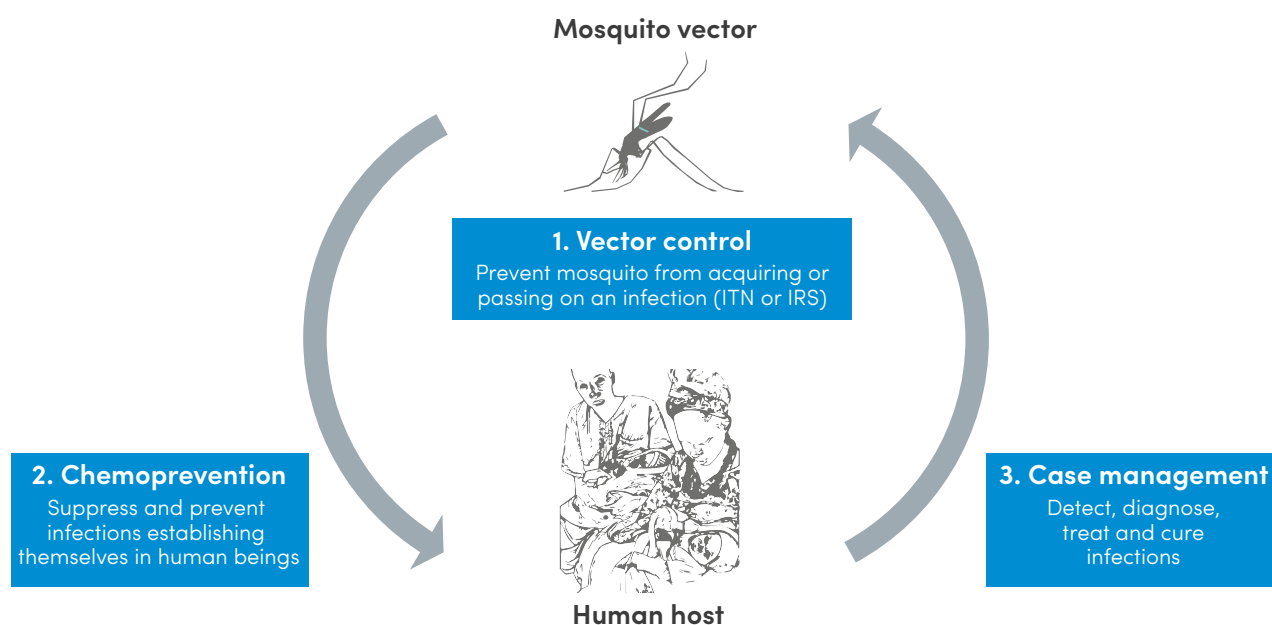 Mosquito vector
1. Vector control
Prevent mosquito from acquiring or
passing on an infection (ITN or IRS)
2. Chemoprevention
Suppress and prevent
infections establishing
themselves in human beings
3. Case management
Detect, diagnose,
treat and cure
infections
Human host